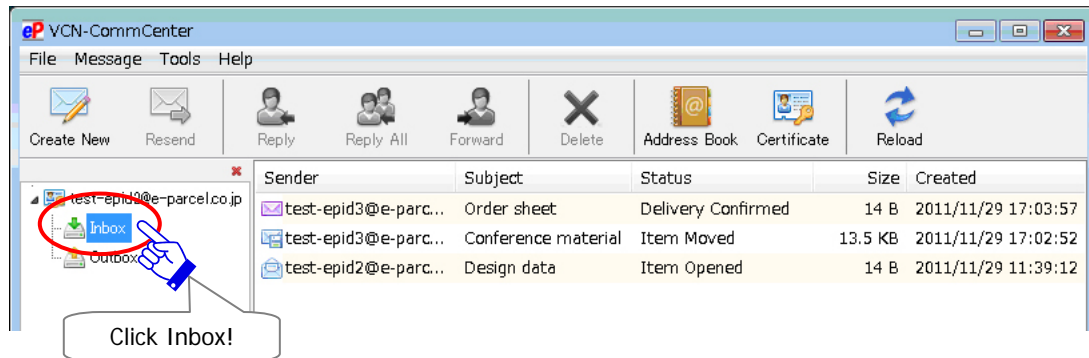 eP VCN-CommCenter
File Message Tools Help
Create New Resend Reply Reply All Forward Delete Address Book Certificate Reload
Sender Subject Status Size Created
test-epid2@e-parcel.co.jp
Inbox
Outbox
test-epid3@e-parc... Order sheet Delivery Confirmed 14 B 2011/11/29 17:03:57
test-epid3@e-parc... Conference material Item Moved 13.5 KB 2011/11/29 17:02:52
test-epid2@e-parc... Design data Item Opened 14 B 2011/11/29 11:39:12
Click Inbox!